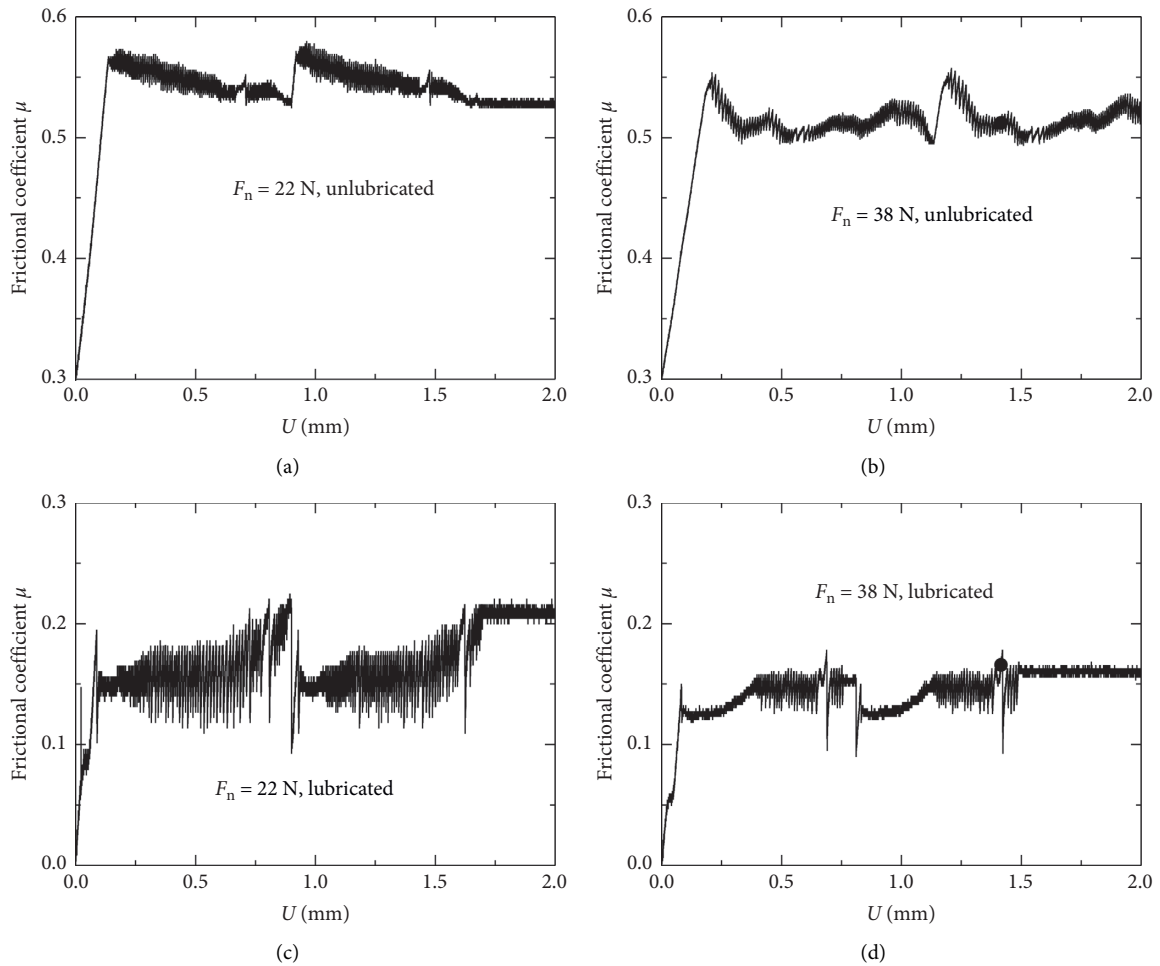 0.6
0.5
0.4
0.3
Frictional coefficient μ
Fn = 22 N, unlubricated
0.0 0.5 1.0 1.5 2.0
U (mm)
(a)
0.6
0.5
0.4
0.3
Frictional coefficient μ
Fn = 38 N, unlubricated
0.0 0.5 1.0 1.5 2.0
U (mm)
(b)
0.3
0.2
0.1
0.0
Frictional coefficient μ
Fn = 22 N, lubricated
0.0 0.5 1.0 1.5 2.0
U (mm)
(c)
0.3
0.2
0.1
0.0
Frictional coefficient μ
Fn = 38 N, lubricated
0.0 0.5 1.0 1.5 2.0
U (mm)
(d)